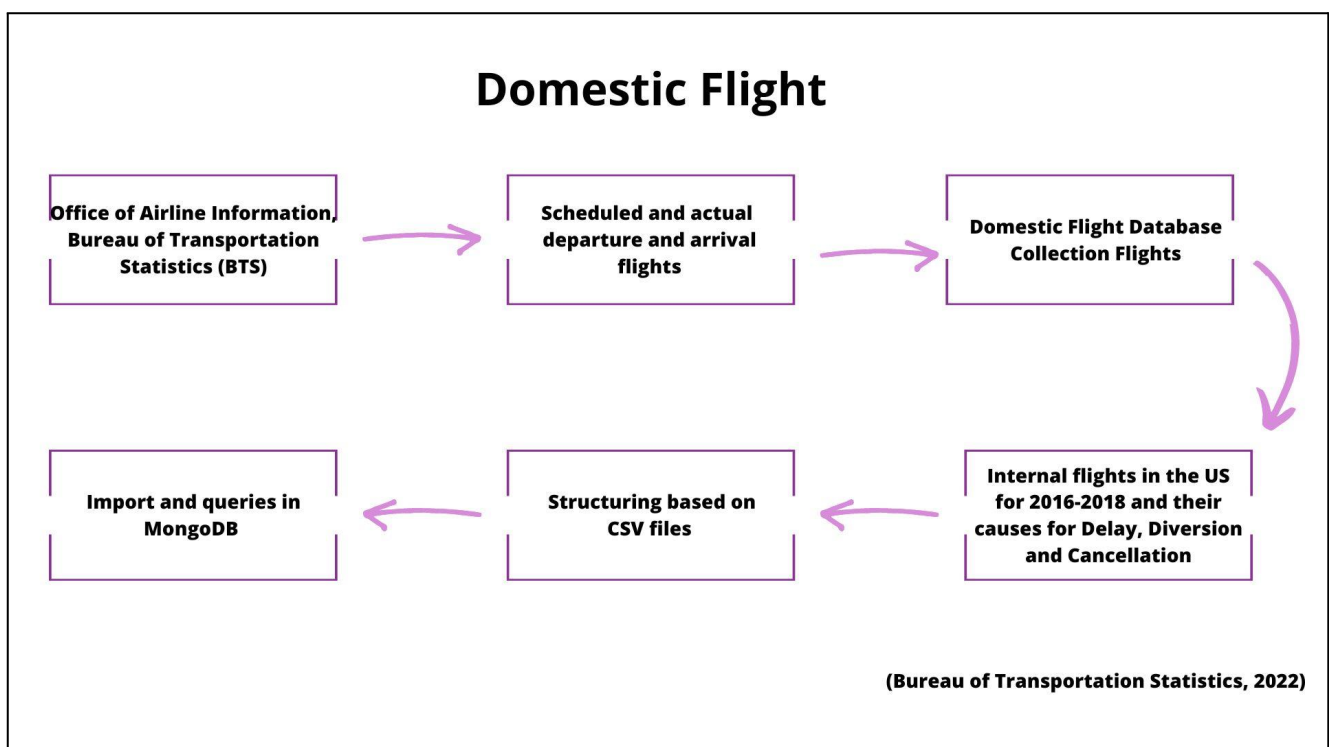 Domestic Flight
Office of Airline Information,
Bureau of Transportation
Statistics (BTS)
Scheduled and actual
departure and arrival
flights
Domestic Flight Database
Collection Flights
Internal flights in the US
for 2016-2018 and their
causes for Delay, Diversion
and Cancellation
Structuring based on
CSV files
Import and queries in
MongoDB
(Bureau of Transportation Statistics, 2022)